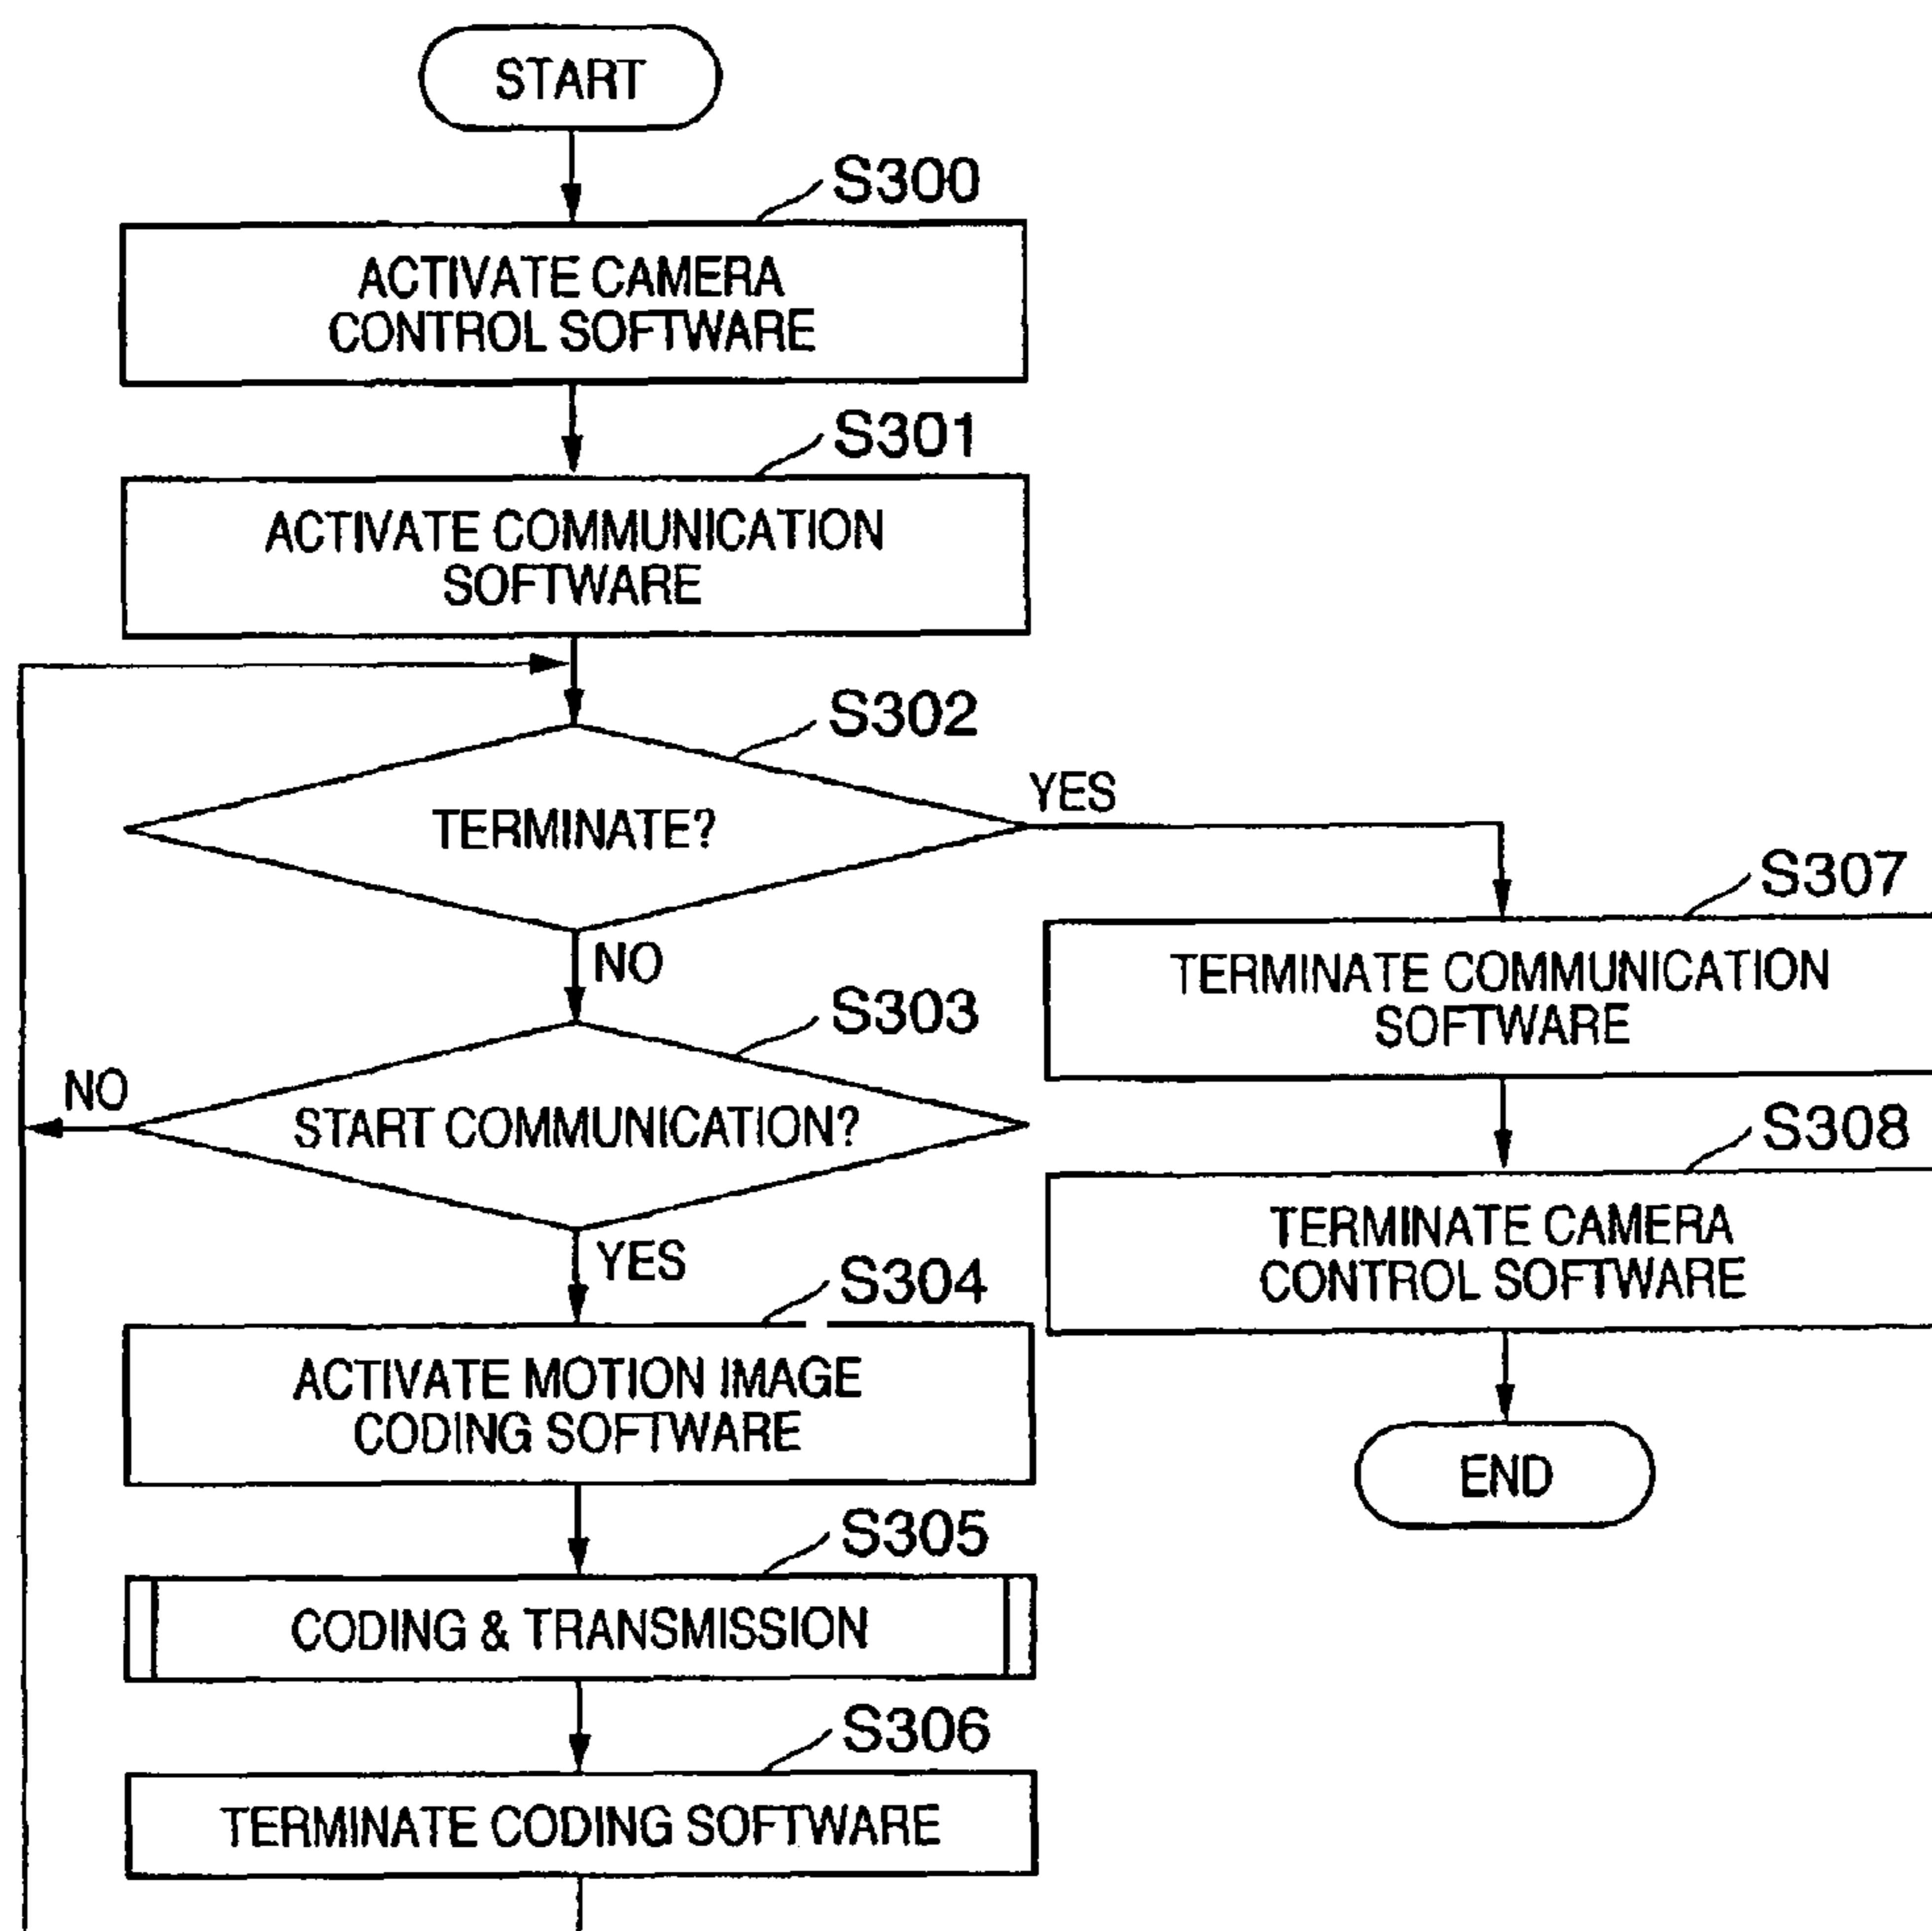 START
S300
ACTIVATE CAMERA
CONTROL SOFTWARE
S301
ACTIVATE COMMUNICATION
SOFTWARE
S302
TERMINATE?
YES
NO
S303
START COMMUNICATION?
NO
YES
S304
ACTIVATE MOTION IMAGE
CODING SOFTWARE
S305
CODING & TRANSMISSION
S306
TERMINATE CODING SOFTWARE
S307
TERMINATE COMMUNICATION
SOFTWARE
S308
TERMINATE CAMERA
CONTROL SOFTWARE
END